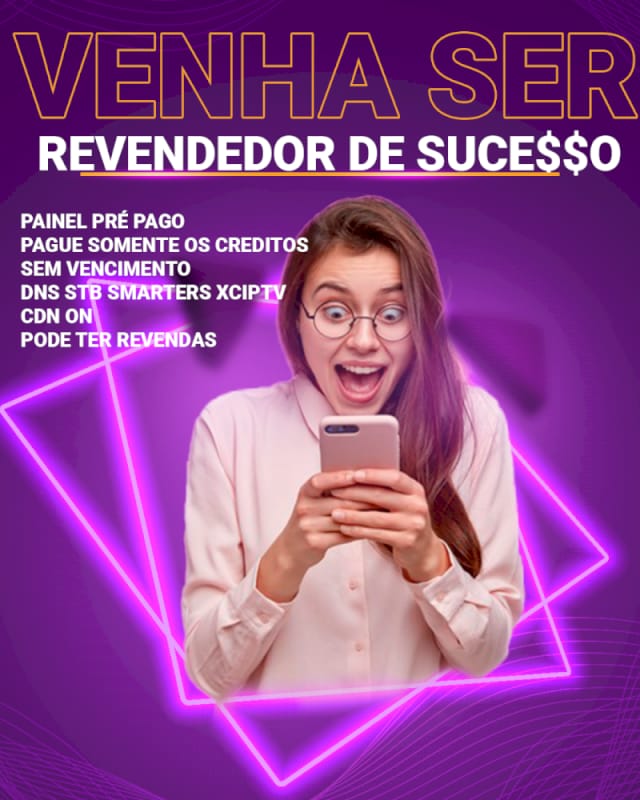 VENHA SER
REVENDEDOR DE SUCE$$O
PAINEL PRÉ PAGO
PAGUE SOMENTE OS CREDITOS
SEM VENCIMENTO
DNS STB SMARTERS XCIPTV
CDN ON
PODE TER REVENDAS